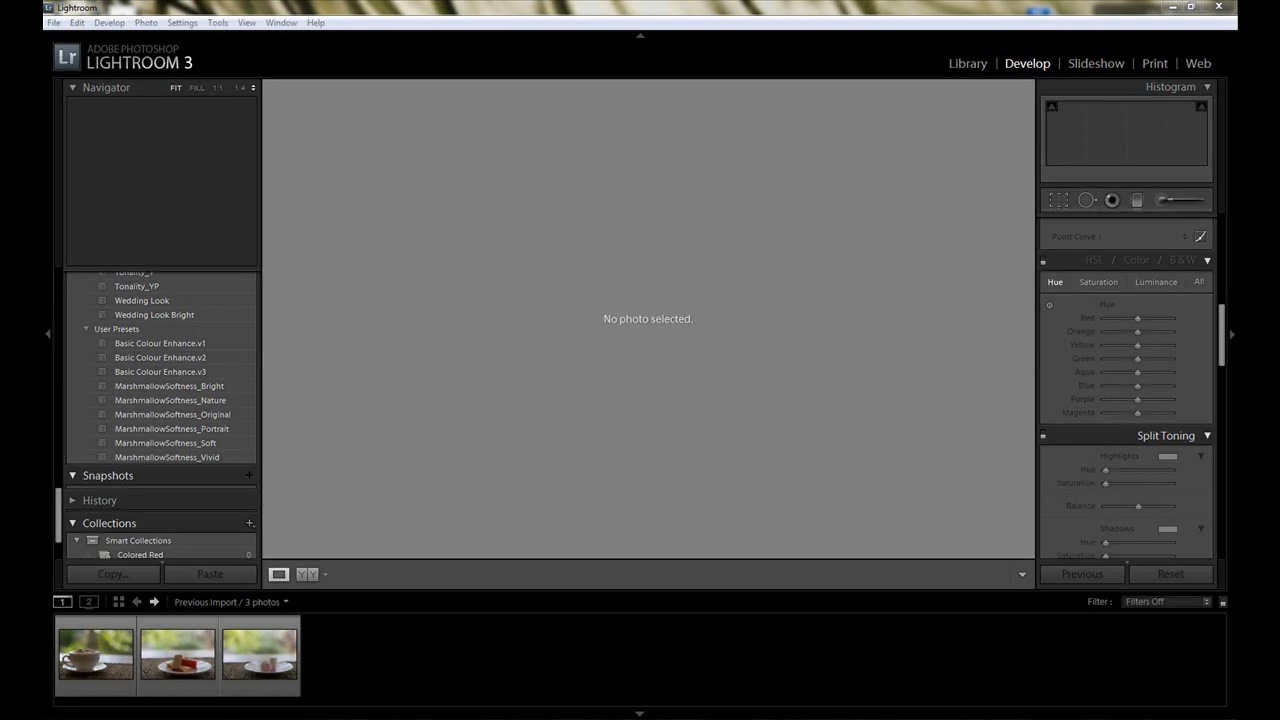 Lr Lightroom
File Edit Develop Photo Settings Tools View Window Help
Lr ADOBE PHOTOSHOP
LIGHTROOM 3
Library | Develop | Slideshow | Print | Web
Navigator FIT FILL 1:1 1:4
Histogram
Point Curve :
HSL / Color / B&W
Hue Saturation Luminance All
Hue
Red
Orange
Yellow
Green
Aqua
Blue
Purple
Magenta
Split Toning
Highlights
Hue
Saturation
Balance
Shadows
Hue
Saturation
No photo selected.
Tonality_YP
Wedding Look
Wedding Look Bright
User Presets
Basic Colour Enhance.v1
Basic Colour Enhance.v2
Basic Colour Enhance.v3
MarshmallowSoftness_Bright
MarshmallowSoftness_Nature
MarshmallowSoftness_Original
MarshmallowSoftness_Portrait
MarshmallowSoftness_Soft
MarshmallowSoftness_Vivid
Snapshots +
History
Collections +
Smart Collections
Colored Red 0
Copy... Paste
Y Y
Previous Reset
1 2 Previous Import / 3 photos
Filter : Filters Off